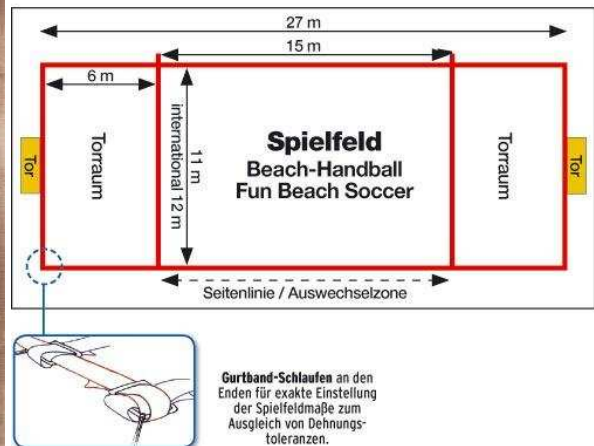 27 m
15 m
6 m
Torraum
Tor
11 m
international 12 m
Spielfeld
Beach-Handball
Fun Beach Soccer
Torraum
Tor
Seitenlinie / Auswechselzone
Gurtband-Schlaufen an den
Enden für exakte Einstellung
der Spielfeldmaße zum
Ausgleich von Dehnungs-
toleranzen.